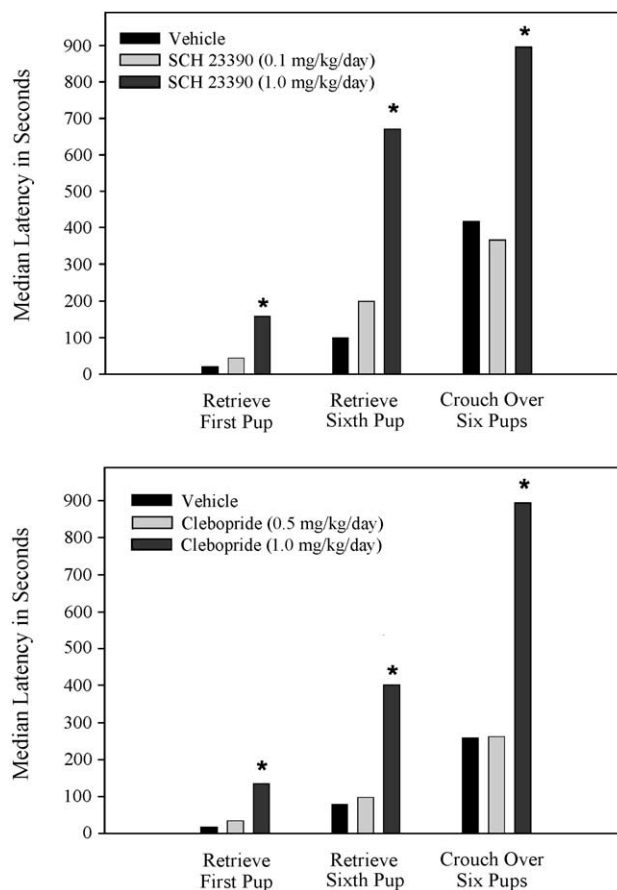 Median Latency in Seconds
900
800
700
600
500
400
300
200
100
0
Vehicle
SCH 23390 (0.1 mg/kg/day)
SCH 23390 (1.0 mg/kg/day)
*
*
*
Retrieve
First Pup
Retrieve
Sixth Pup
Crouch Over
Six Pups
Median Latency in Seconds
900
800
700
600
500
400
300
200
100
0
Vehicle
Clebopride (0.5 mg/kg/day)
Clebopride (1.0 mg/kg/day)
*
*
*
Retrieve
First Pup
Retrieve
Sixth Pup
Crouch Over
Six Pups